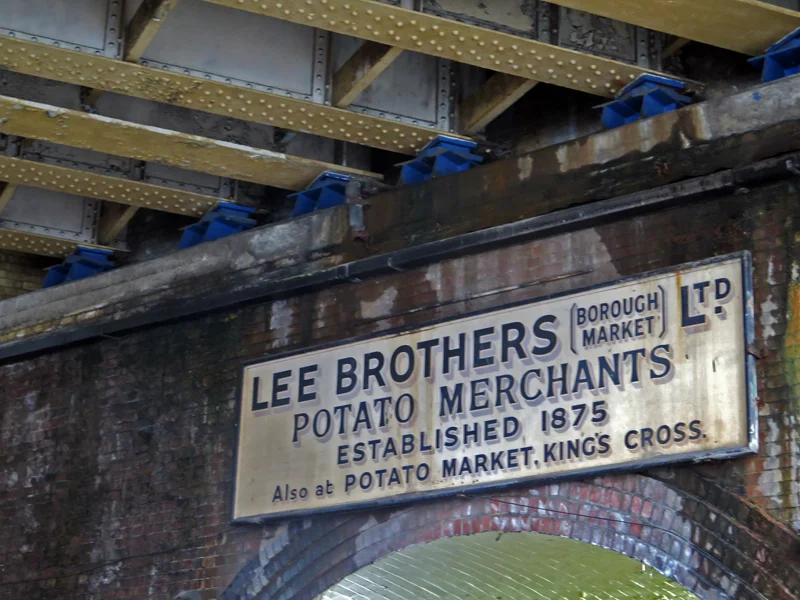 LEE BROTHERS (BOROUGH MARKET) LTD.
POTATO MERCHANTS
ESTABLISHED 1875
Also at POTATO MARKET, KING'S CROSS.